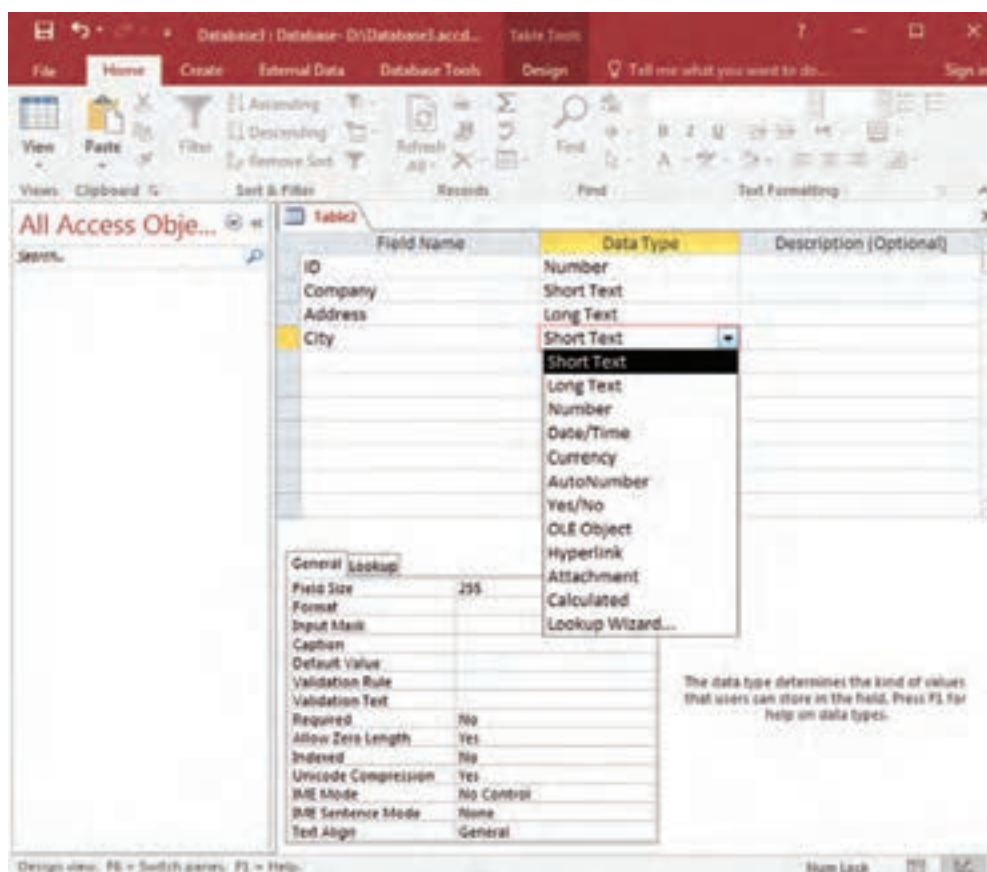 Database3 : Database- D:\Database3.accd... Table Tools
File Home Create External Data Database Tools Design Tell me what you want to do... Sign in
View Paste Filter Ascending Descending Remove Sort Refresh All Find
Views Clipboard Sort & Filter Records Find Text Formatting
All Access Obje...
Search..
Table2
Field Name Data Type Description (Optional)
ID Number
Company Short Text
Address Long Text
City Short Text
Short Text
Long Text
Number
Date/Time
Currency
AutoNumber
Yes/No
OLE Object
Hyperlink
Attachment
Calculated
Lookup Wizard...
General Lookup
Field Size 255
Format
Input Mask
Caption
Default Value
Validation Rule
Validation Text
Required No
Allow Zero Length Yes
Indexed No
Unicode Compression Yes
IME Mode No Control
IME Sentence Mode None
Text Align General
The data type determines the kind of values
that users can store in the field. Press F1 for
help on data types.
Design view. F6 = Switch panes. F1 = Help. Num Lock